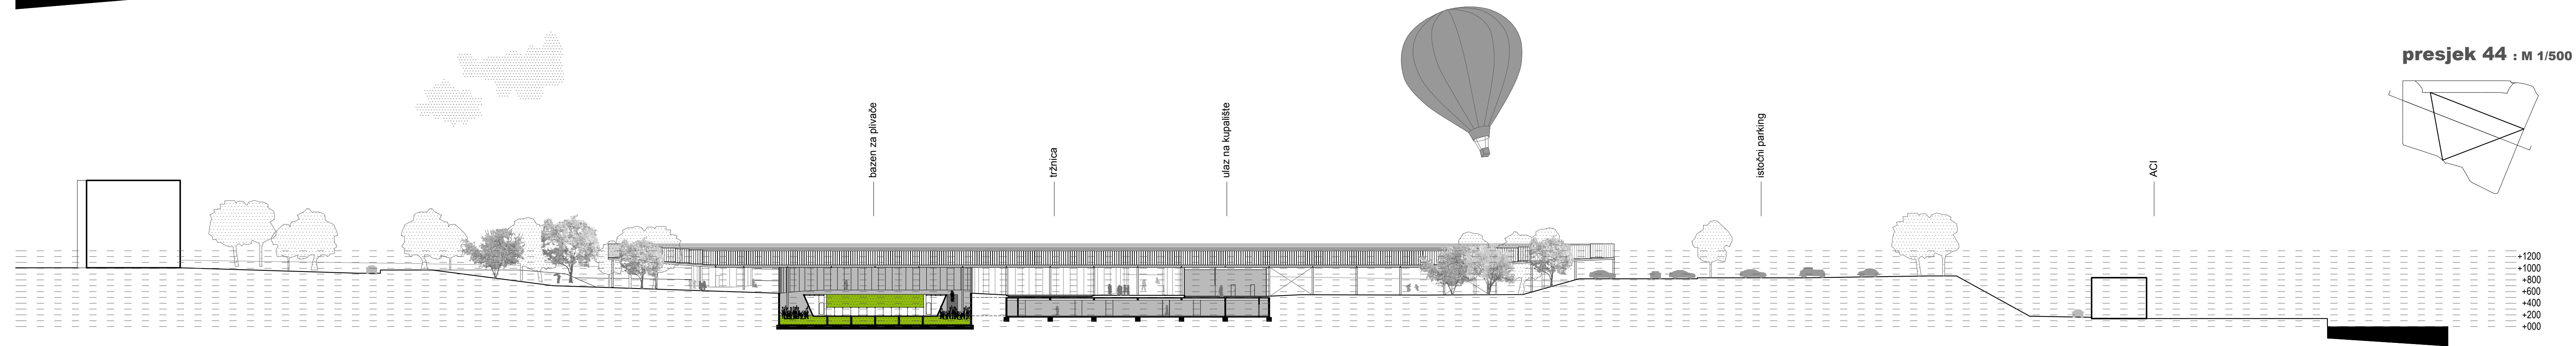 presjek 44 : M 1/500
bazen za plivače
tržnica
ulaz na kupalište
istočni parking
ACI
+1200
+1000
+800
+600
+400
+200
+000